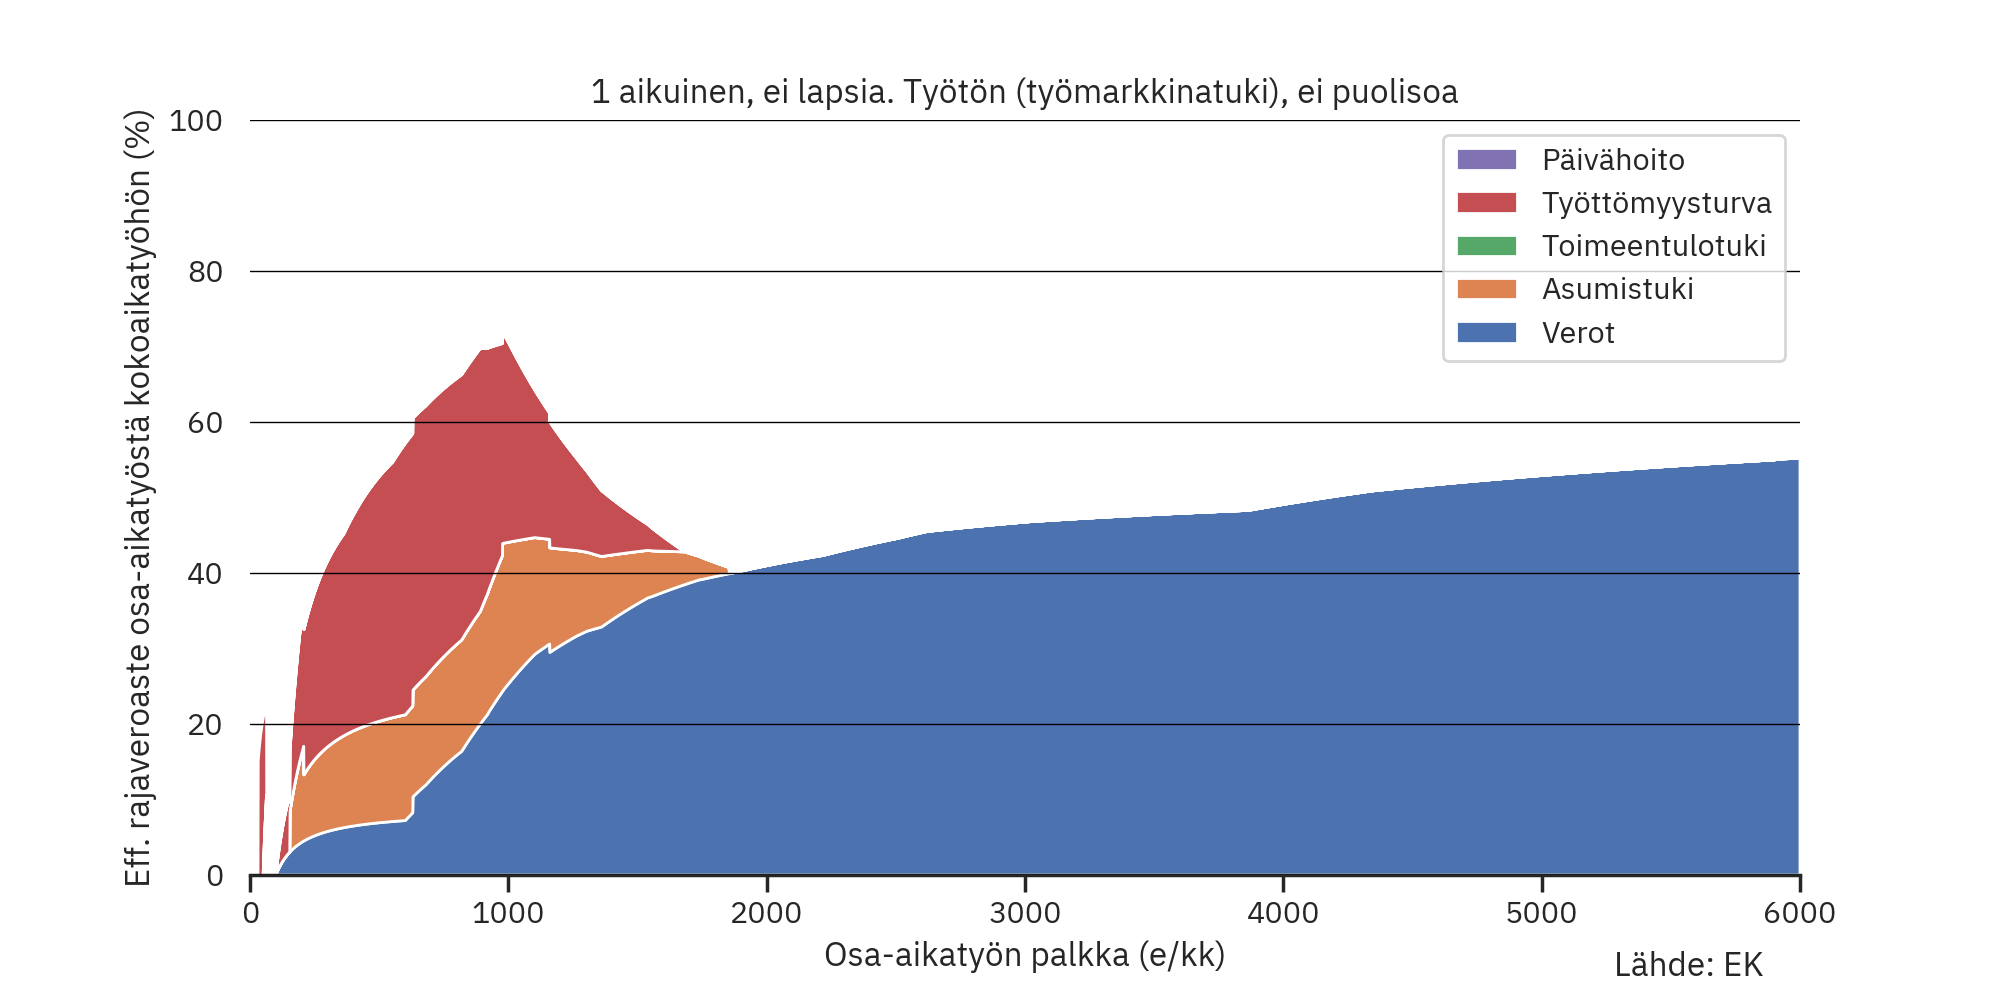 1 aikuinen, ei lapsia. Työtön (työmarkkinatuki), ei puolisoa
Eff. rajaveroaste osa-aikatyöstä kokoaikatyöhön (%)
100
80
60
40
20
0
Päivähoito
Työttömyysturva
Toimeentulotuki
Asumistuki
Verot
0 1000 2000 3000 4000 5000 6000
Osa-aikatyön palkka (e/kk)
Lähde: EK